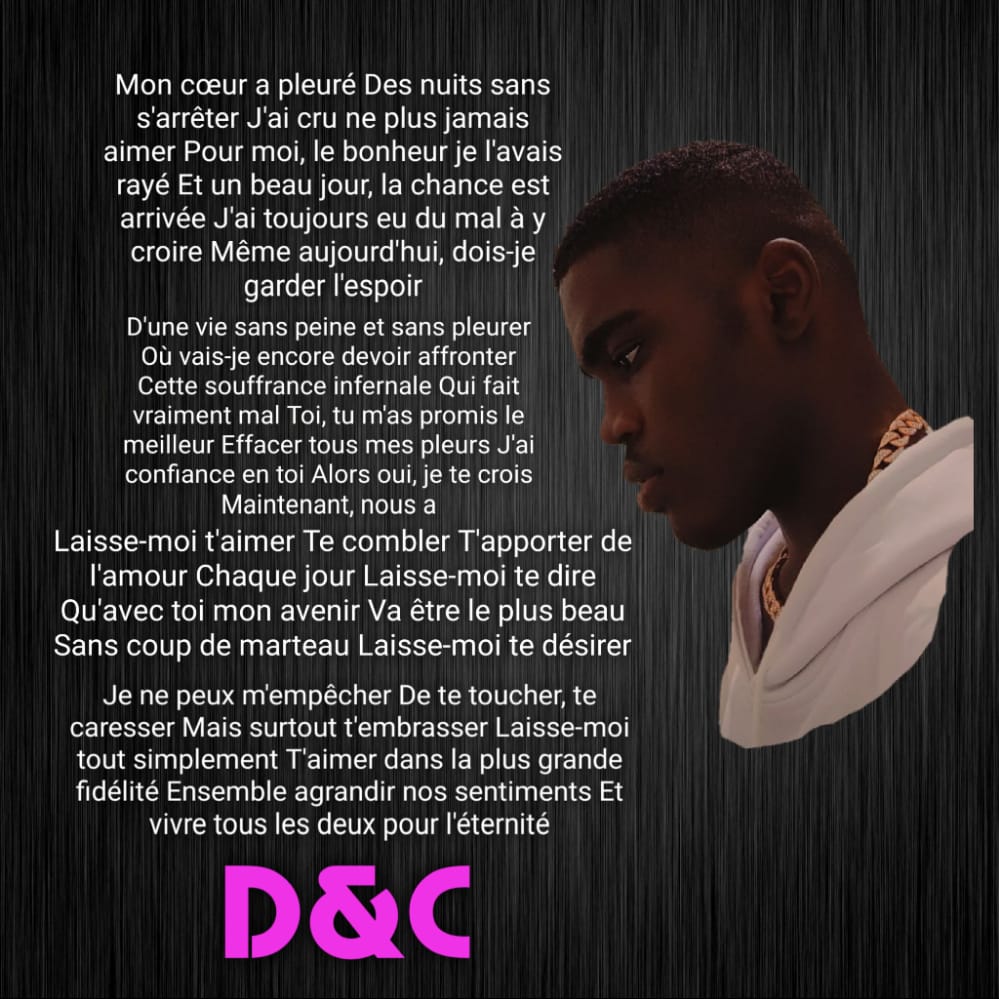 Mon cœur a pleuré Des nuits sans
s'arrêter J'ai cru ne plus jamais
aimer Pour moi, le bonheur je l'avais
rayé Et un beau jour, la chance est
arrivée J'ai toujours eu du mal à y
croire Même aujourd'hui, dois-je
garder l'espoir
D'une vie sans peine et sans pleurer
Où vais-je encore devoir affronter
Cette souffrance infernale Qui fait
vraiment mal Toi, tu m'as promis le
meilleur Effacer tous mes pleurs J'ai
confiance en toi Alors oui, je te crois
Maintenant, nous a
Laisse-moi t'aimer Te combler T'apporter de
l'amour Chaque jour Laisse-moi te dire
Qu'avec toi mon avenir Va être le plus beau
Sans coup de marteau Laisse-moi te désirer
Je ne peux m'empêcher De te toucher, te
caresser Mais surtout t'embrasser Laisse-moi
tout simplement T'aimer dans la plus grande
fidélité Ensemble agrandir nos sentiments Et
vivre tous les deux pour l'éternité
D&C